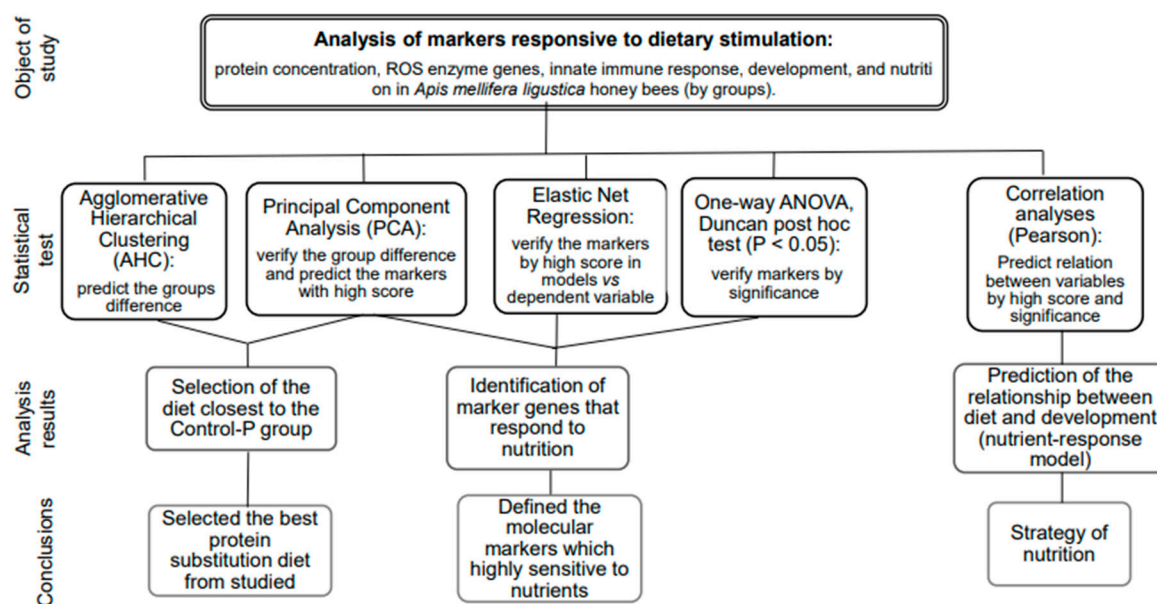 Object of
study
Analysis of markers responsive to dietary stimulation:
protein concentration, ROS enzyme genes, innate immune response, development, and nutriti
on in Apis mellifera ligustica honey bees (by groups).
Statistical
test
Agglomerative
Hierarchical
Clustering
(AHC):
predict the groups
difference
Principal Component
Analysis (PCA):
verify the group difference
and predict the markers
with high score
Elastic Net
Regression:
verify the markers
by high score in
models vs
dependent variable
One-way ANOVA,
Duncan post hoc
test (P < 0.05):
verify markers by
significance
Correlation
analyses
(Pearson):
Predict relation
between variables
by high score and
significance
Analysis
results
Selection of the
diet closest to the
Control-P group
Identification of
marker genes that
respond to
nutrition
Prediction of the
relationship between
diet and development
(nutrient-response
model)
Conclusions
Selected the best
protein
substitution diet
from studied
Defined the
molecular
markers which
highly sensitive to
nutrients
Strategy of
nutrition